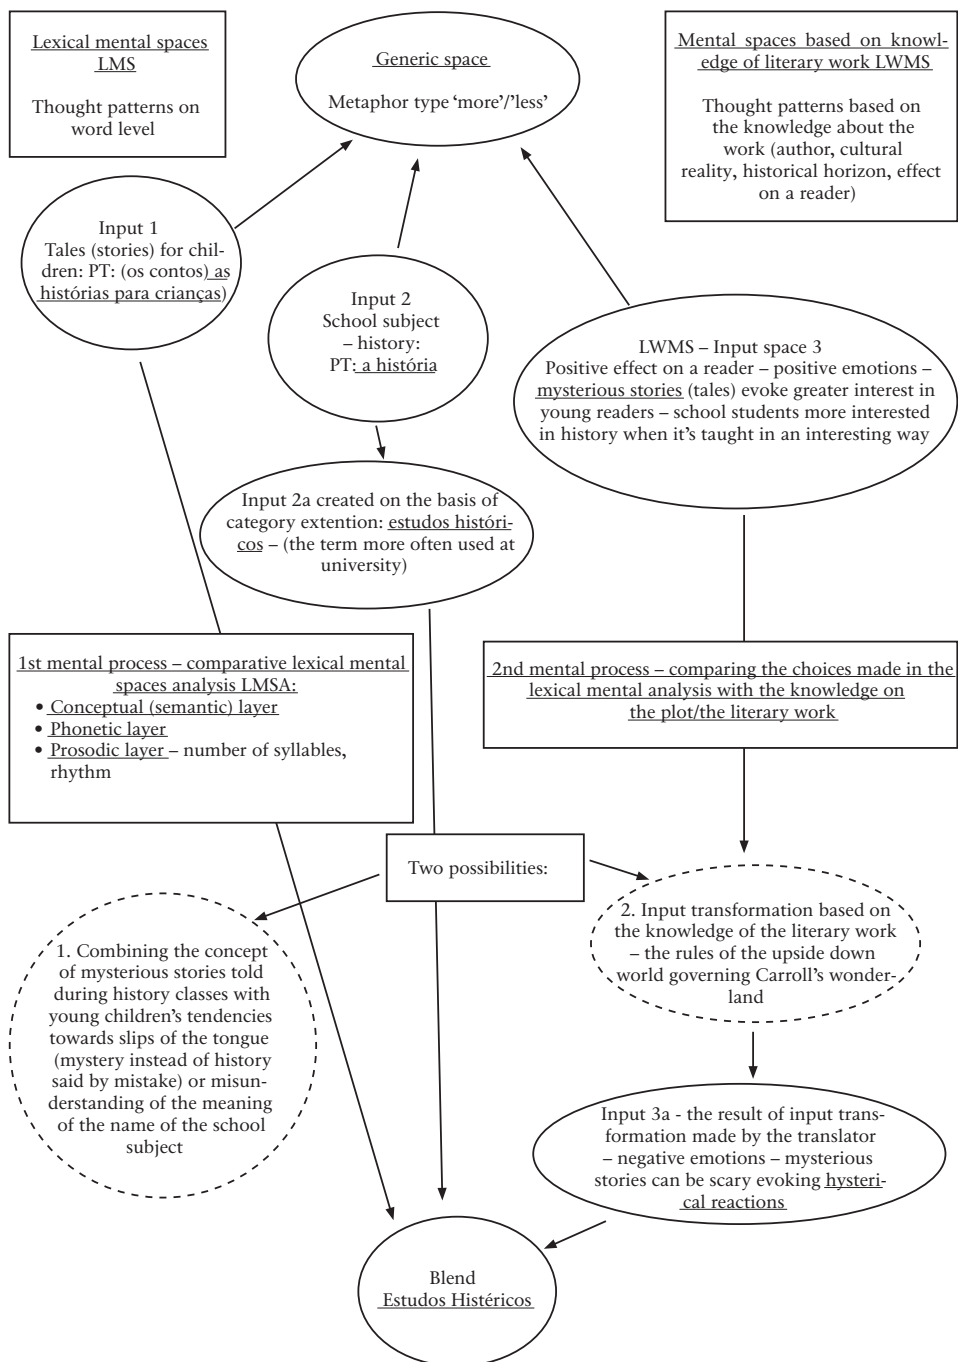 Lexical mental spaces
LMS
Thought patterns on
word level
Generic space
Metaphor type ‘more’/’less’
Mental spaces based on knowl-
edge of literary work LWMS
Thought patterns based on
the knowledge about the
work (author, cultural
reality, historical horizon, effect
on a reader)
Input 1
Tales (stories) for chil-
dren: PT: (os contos) as
histórias para crianças)
Input 2
School subject
– history:
PT: a história
LWMS – Input space 3
Positive effect on a reader – positive emotions –
mysterious stories (tales) evoke greater interest in
young readers – school students more interested
in history when it’s taught in an interesting way
Input 2a created on the basis of
category extention: estudos históri-
cos – (the term more often used at
university)
1st mental process – comparative lexical mental
spaces analysis LMSA:
• Conceptual (semantic) layer
• Phonetic layer
• Prosodic layer – number of syllables,
rhythm
2nd mental process – comparing the choices made in the
lexical mental analysis with the knowledge on
the plot/the literary work
Two possibilities:
1. Combining the concept
of mysterious stories told
during history classes with
young children’s tendencies
towards slips of the tongue
(mystery instead of history
said by mistake) or misun-
derstanding of the meaning
of the name of the school
subject
2. Input transformation based on
the knowledge of the literary work
– the rules of the upside down
world governing Carroll’s wonder-
land
Input 3a - the result of input trans-
formation made by the translator
– negative emotions – mysterious
stories can be scary evoking hysteri-
cal reactions
Blend
Estudos Histéricos